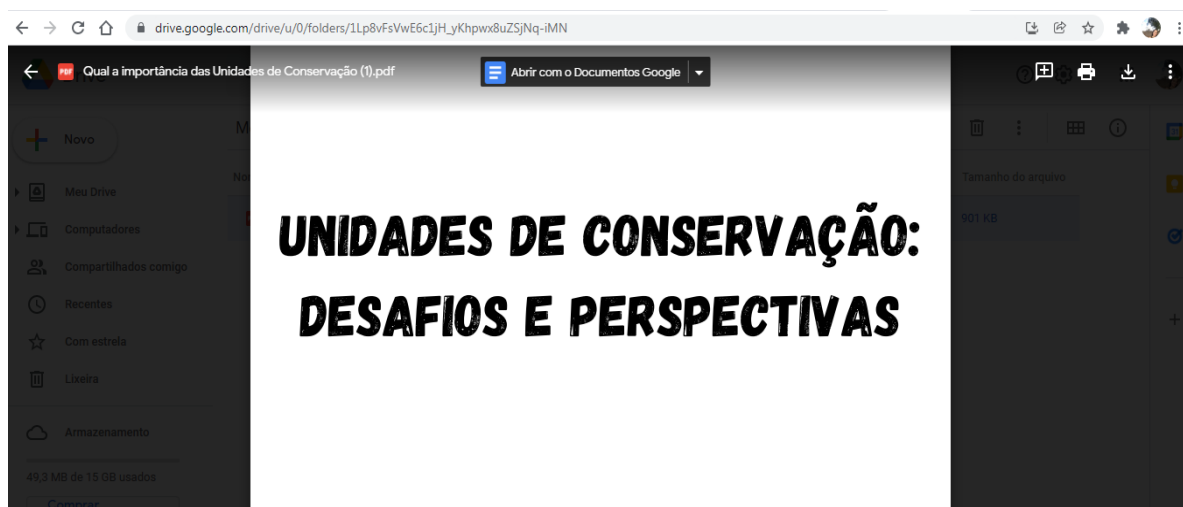 drive.google.com/drive/u/0/folders/1Lp8vFsVwE6c1jH_yKhpwx8uZSjNq-iMN
PDF Qual a importância das Unidades de Conservação (1).pdf
Abrir com o Documentos Google
Novo
M
Tamanho do arquivo
Meu Drive
901 KB
Computadores
Compartilhados comigo
Recentes
Com estrela
Lixeira
Armazenamento
49,3 MB de 15 GB usados
Comprar
UNIDADES DE CONSERVAÇÃO:
DESAFIOS E PERSPECTIVAS